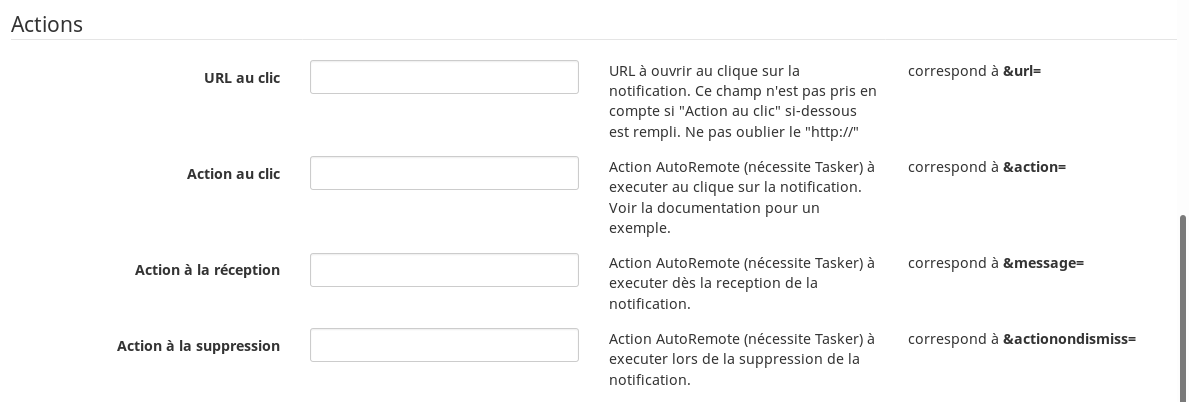 Actions
URL au clic
URL à ouvrir au clique sur la
notification. Ce champ n'est pas pris en
compte si "Action au clic" si-dessous
est rempli. Ne pas oublier le "http://"
correspond à &url=
Action au clic
Action AutoRemote (nécessite Tasker) à
executer au clique sur la notification.
Voir la documentation pour un
exemple.
correspond à &action=
Action à la réception
Action AutoRemote (nécessite Tasker) à
executer dès la reception de la
notification.
correspond à &message=
Action à la suppression
Action AutoRemote (nécessite Tasker) à
executer lors de la suppression de la
notification.
correspond à &actionondismiss=